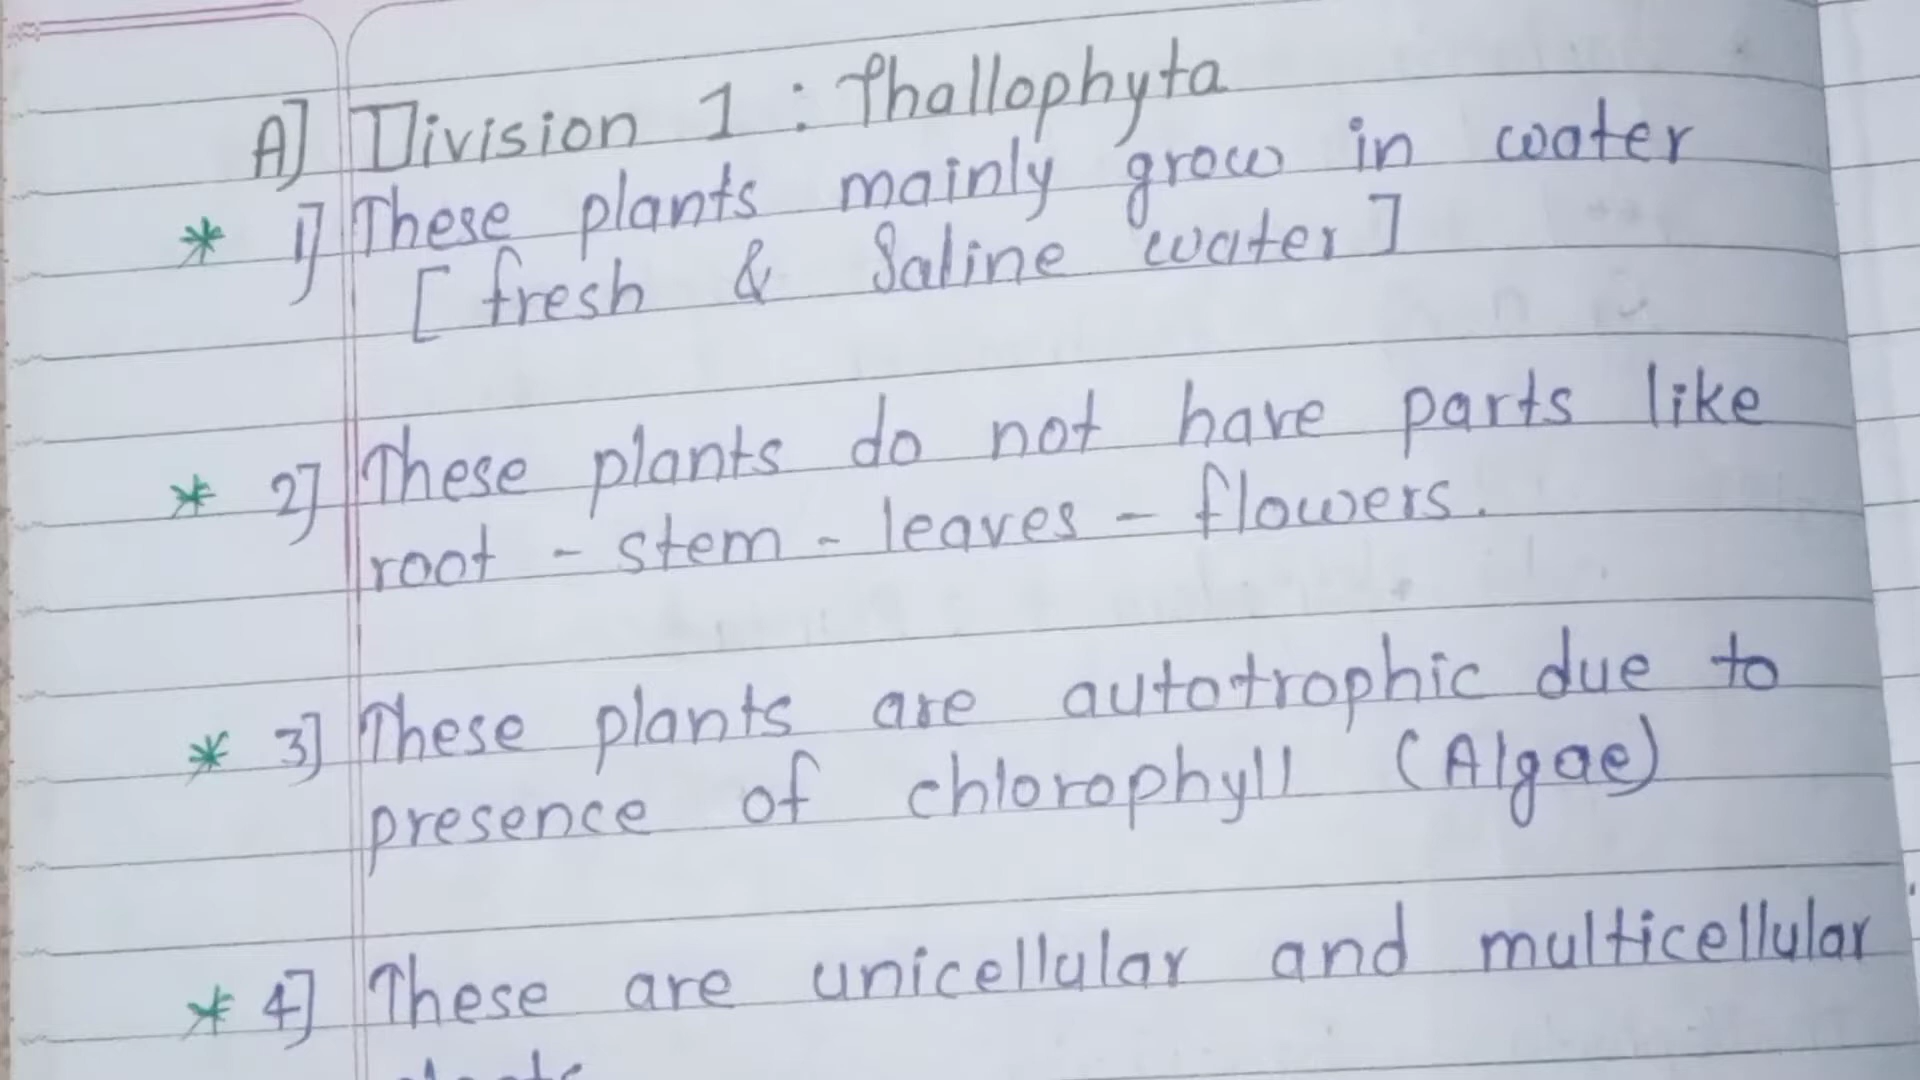 A] Division 1 : Thallophyta
* 1] These plants mainly grow in water
[ fresh & Saline water ]
* 2] These plants do not have parts like
root - stem - leaves - flowers.
* 3] These plants are autotrophic due to
presence of chlorophyll (Algae)
* 4] These are unicellular and multicellular